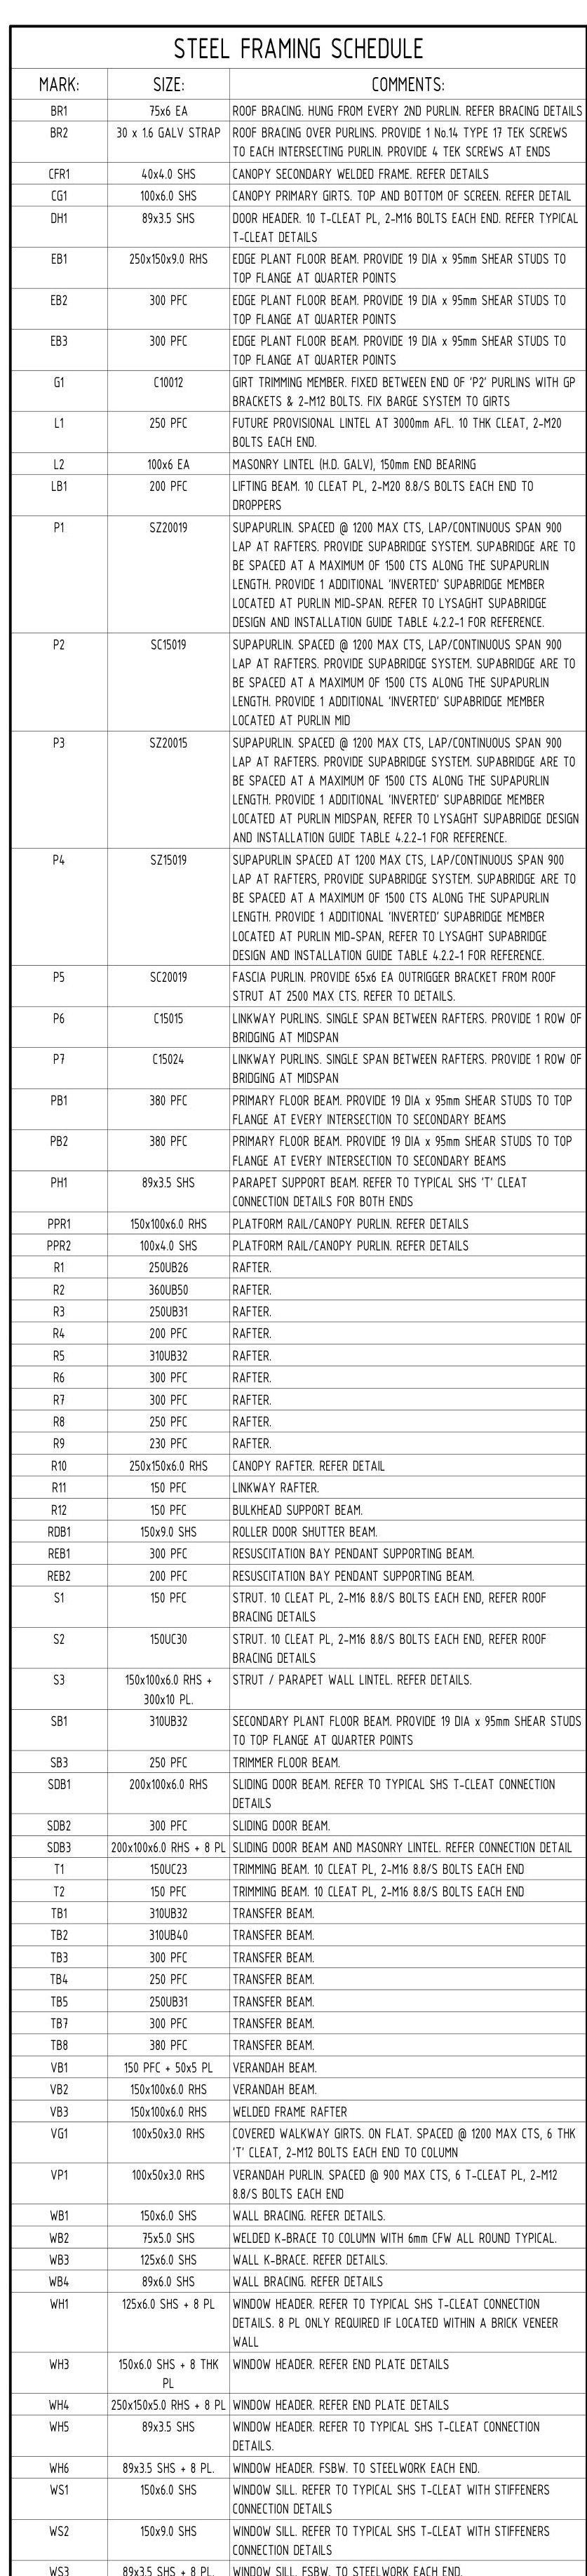 STEEL FRAMING SCHEDULE
MARK: SIZE: COMMENTS:
BR1 75x6 EA ROOF BRACING. HUNG FROM EVERY 2ND PURLIN. REFER BRACING DETAILS
BR2 30 x 1.6 GALV STRAP ROOF BRACING OVER PURLINS. PROVIDE 1 No.14 TYPE 17 TEK SCREWS
TO EACH INTERSECTING PURLIN. PROVIDE 4 TEK SCREWS AT ENDS
CFR1 40x4.0 SHS CANOPY SECONDARY WELDED FRAME. REFER DETAILS
CG1 100x6.0 SHS CANOPY PRIMARY GIRTS. TOP AND BOTTOM OF SCREEN. REFER DETAIL
DH1 89x3.5 SHS DOOR HEADER. 10 T-CLEAT PL, 2-M16 BOLTS EACH END. REFER TYPICAL
T-CLEAT DETAILS
EB1 250x150x9.0 RHS EDGE PLANT FLOOR BEAM. PROVIDE 19 DIA x 95mm SHEAR STUDS TO
TOP FLANGE AT QUARTER POINTS
EB2 300 PFC EDGE PLANT FLOOR BEAM. PROVIDE 19 DIA x 95mm SHEAR STUDS TO
TOP FLANGE AT QUARTER POINTS
EB3 300 PFC EDGE PLANT FLOOR BEAM. PROVIDE 19 DIA x 95mm SHEAR STUDS TO
TOP FLANGE AT QUARTER POINTS
G1 C10012 GIRT TRIMMING MEMBER. FIXED BETWEEN END OF 'P2' PURLINS WITH GP
BRACKETS & 2-M12 BOLTS. FIX BARGE SYSTEM TO GIRTS
L1 250 PFC FUTURE PROVISIONAL LINTEL AT 3000mm AFL. 10 THK CLEAT, 2-M20
BOLTS EACH END.
L2 100x6 EA MASONRY LINTEL (H.D. GALV), 150mm END BEARING
LB1 200 PFC LIFTING BEAM. 10 CLEAT PL, 2-M20 8.8/S BOLTS EACH END TO
DROPPERS
P1 SZ20019 SUPAPURLIN. SPACED @ 1200 MAX CTS, LAP/CONTINUOUS SPAN 900
LAP AT RAFTERS. PROVIDE SUPABRIDGE SYSTEM. SUPABRIDGE ARE TO
BE SPACED AT A MAXIMUM OF 1500 CTS ALONG THE SUPAPURLIN
LENGTH. PROVIDE 1 ADDITIONAL 'INVERTED' SUPABRIDGE MEMBER
LOCATED AT PURLIN MID-SPAN. REFER TO LYSAGHT SUPABRIDGE
DESIGN AND INSTALLATION GUIDE TABLE 4.2.2-1 FOR REFERENCE.
P2 SC15019 SUPAPURLIN. SPACED @ 1200 MAX CTS, LAP/CONTINUOUS SPAN 900
LAP AT RAFTERS. PROVIDE SUPABRIDGE SYSTEM. SUPABRIDGE ARE TO
BE SPACED AT A MAXIMUM OF 1500 CTS ALONG THE SUPAPURLIN
LENGTH. PROVIDE 1 ADDITIONAL 'INVERTED' SUPABRIDGE MEMBER
LOCATED AT PURLIN MID
P3 SZ20015 SUPAPURLIN. SPACED @ 1200 MAX CTS, LAP/CONTINUOUS SPAN 900
LAP AT RAFTERS. PROVIDE SUPABRIDGE SYSTEM. SUPABRIDGE ARE TO
BE SPACED AT A MAXIMUM OF 1500 CTS ALONG THE SUPAPURLIN
LENGTH. PROVIDE 1 ADDITIONAL 'INVERTED' SUPABRIDGE MEMBER
LOCATED AT PURLIN MIDSPAN, REFER TO LYSAGHT SUPABRIDGE DESIGN
AND INSTALLATION GUIDE TABLE 4.2.2-1 FOR REFERENCE.
P4 SZ15019 SUPAPURLIN SPACED AT 1200 MAX CTS, LAP/CONTINUOUS SPAN 900
LAP AT RAFTERS, PROVIDE SUPABRIDGE SYSTEM. SUPABRIDGE ARE TO
BE SPACED AT A MAXIMUM OF 1500 CTS ALONG THE SUPAPURLIN
LENGTH. PROVIDE 1 ADDITIONAL 'INVERTED' SUPABRIDGE MEMBER
LOCATED AT PURLIN MID-SPAN, REFER TO LYSAGHT SUPABRIDGE
DESIGN AND INSTALLATION GUIDE TABLE 4.2.2-1 FOR REFERENCE.
P5 SC20019 FASCIA PURLIN. PROVIDE 65x6 EA OUTRIGGER BRACKET FROM ROOF
STRUT AT 2500 MAX CTS. REFER TO DETAILS.
P6 C15015 LINKWAY PURLINS. SINGLE SPAN BETWEEN RAFTERS. PROVIDE 1 ROW OF
BRIDGING AT MIDSPAN
P7 C15024 LINKWAY PURLINS. SINGLE SPAN BETWEEN RAFTERS. PROVIDE 1 ROW OF
BRIDGING AT MIDSPAN
PB1 380 PFC PRIMARY FLOOR BEAM. PROVIDE 19 DIA x 95mm SHEAR STUDS TO TOP
FLANGE AT EVERY INTERSECTION TO SECONDARY BEAMS
PB2 380 PFC PRIMARY FLOOR BEAM. PROVIDE 19 DIA x 95mm SHEAR STUDS TO TOP
FLANGE AT EVERY INTERSECTION TO SECONDARY BEAMS
PH1 89x3.5 SHS PARAPET SUPPORT BEAM. REFER TO TYPICAL SHS 'T' CLEAT
CONNECTION DETAILS FOR BOTH ENDS
PPR1 150x100x6.0 RHS PLATFORM RAIL/CANOPY PURLIN. REFER DETAILS
PPR2 100x4.0 SHS PLATFORM RAIL/CANOPY PURLIN. REFER DETAILS
R1 250UB26 RAFTER.
R2 360UB50 RAFTER.
R3 250UB31 RAFTER.
R4 200 PFC RAFTER.
R5 310UB32 RAFTER.
R6 300 PFC RAFTER.
R7 300 PFC RAFTER.
R8 250 PFC RAFTER.
R9 230 PFC RAFTER.
R10 250x150x6.0 RHS CANOPY RAFTER. REFER DETAIL
R11 150 PFC LINKWAY RAFTER.
R12 150 PFC BULKHEAD SUPPORT BEAM.
RDB1 150x9.0 SHS ROLLER DOOR SHUTTER BEAM.
REB1 300 PFC RESUSCITATION BAY PENDANT SUPPORTING BEAM.
REB2 200 PFC RESUSCITATION BAY PENDANT SUPPORTING BEAM.
S1 150 PFC STRUT. 10 CLEAT PL, 2-M16 8.8/S BOLTS EACH END, REFER ROOF
BRACING DETAILS
S2 150UC30 STRUT. 10 CLEAT PL, 2-M16 8.8/S BOLTS EACH END, REFER ROOF
BRACING DETAILS
S3 150x100x6.0 RHS + STRUT / PARAPET WALL LINTEL. REFER DETAILS.
300x10 PL.
SB1 310UB32 SECONDARY PLANT FLOOR BEAM. PROVIDE 19 DIA x 95mm SHEAR STUDS
TO TOP FLANGE AT QUARTER POINTS
SB3 250 PFC TRIMMER FLOOR BEAM.
SDB1 200x100x6.0 RHS SLIDING DOOR BEAM. REFER TO TYPICAL SHS T-CLEAT CONNECTION
DETAILS
SDB2 300 PFC SLIDING DOOR BEAM.
SDB3 200x100x6.0 RHS + 8 PL SLIDING DOOR BEAM AND MASONRY LINTEL. REFER CONNECTION DETAIL
T1 150UC23 TRIMMING BEAM. 10 CLEAT PL, 2-M16 8.8/S BOLTS EACH END
T2 150 PFC TRIMMING BEAM. 10 CLEAT PL, 2-M16 8.8/S BOLTS EACH END
TB1 310UB32 TRANSFER BEAM.
TB2 310UB40 TRANSFER BEAM.
TB3 300 PFC TRANSFER BEAM.
TB4 250 PFC TRANSFER BEAM.
TB5 250UB31 TRANSFER BEAM.
TB7 300 PFC TRANSFER BEAM.
TB8 380 PFC TRANSFER BEAM.
VB1 150 PFC + 50x5 PL VERANDAH BEAM.
VB2 150x100x6.0 RHS VERANDAH BEAM.
VB3 150x100x6.0 RHS WELDED FRAME RAFTER
VG1 100x50x3.0 RHS COVERED WALKWAY GIRTS. ON FLAT. SPACED @ 1200 MAX CTS, 6 THK
'T' CLEAT, 2-M12 BOLTS EACH END TO COLUMN
VP1 100x50x3.0 RHS VERANDAH PURLIN. SPACED @ 900 MAX CTS, 6 T-CLEAT PL, 2-M12
8.8/S BOLTS EACH END
WB1 150x6.0 SHS WALL BRACING. REFER DETAILS.
WB2 75x5.0 SHS WELDED K-BRACE TO COLUMN WITH 6mm CFW ALL ROUND TYPICAL.
WB3 125x6.0 SHS WALL K-BRACE. REFER DETAILS.
WB4 89x6.0 SHS WALL BRACING. REFER DETAILS
WH1 125x6.0 SHS + 8 PL WINDOW HEADER. REFER TO TYPICAL SHS T-CLEAT CONNECTION
DETAILS. 8 PL ONLY REQUIRED IF LOCATED WITHIN A BRICK VENEER
WALL
WH3 150x6.0 SHS + 8 THK WINDOW HEADER. REFER END PLATE DETAILS
PL
WH4 250x150x5.0 RHS + 8 PL WINDOW HEADER. REFER END PLATE DETAILS
WH5 89x3.5 SHS WINDOW HEADER. REFER TO TYPICAL SHS T-CLEAT CONNECTION
DETAILS.
WH6 89x3.5 SHS + 8 PL. WINDOW HEADER. FSBW. TO STEELWORK EACH END.
WS1 150x6.0 SHS WINDOW SILL. REFER TO TYPICAL SHS T-CLEAT WITH STIFFENERS
CONNECTION DETAILS
WS2 150x9.0 SHS WINDOW SILL. REFER TO TYPICAL SHS T-CLEAT WITH STIFFENERS
CONNECTION DETAILS
WS3 89x3.5 SHS + 8 PL. WINDOW SILL. FSBW. TO STEELWORK EACH END.